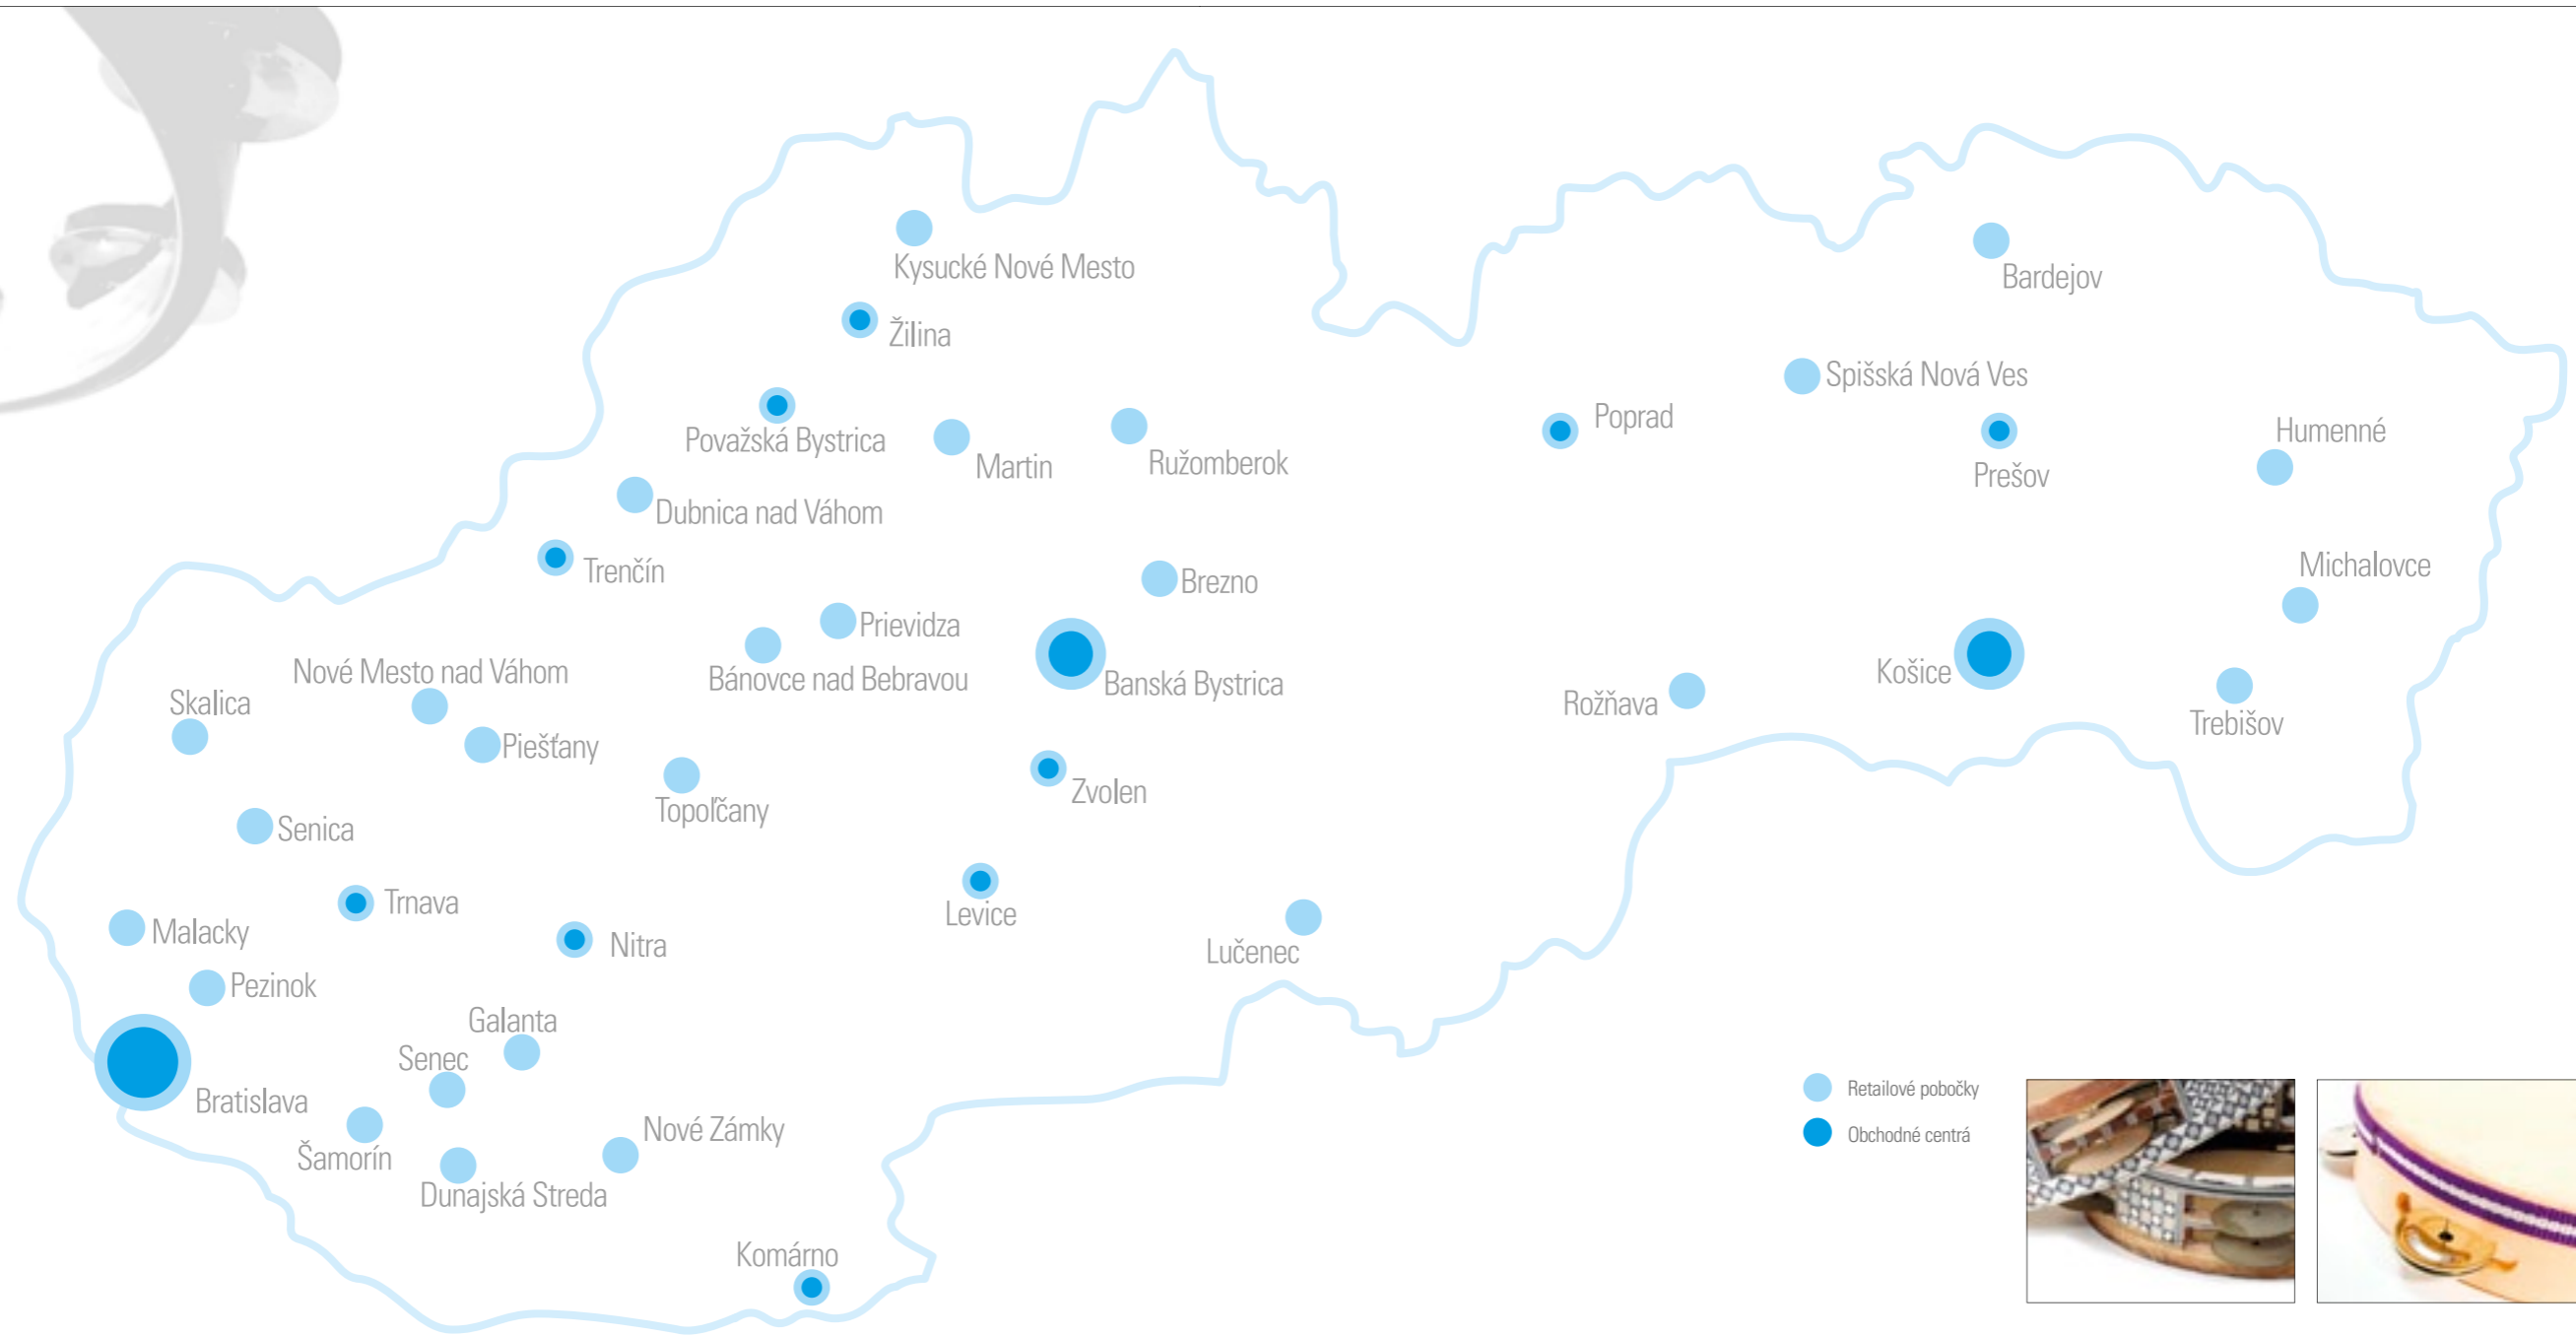 Kysucké Nové Mesto
Bardejov
Žilina
Spišská Nová Ves
Považská Bystrica
Martin
Ružomberok
Poprad
Prešov
Humenné
Dubnica nad Váhom
Trenčín
Brezno
Michalovce
Prievidza
Bánovce nad Bebravou
Banská Bystrica
Košice
Nové Mesto nad Váhom
Skalica
Rožňava
Trebišov
Piešťany
Topoľčany
Zvolen
Senica
Trnava
Levice
Malacky
Nitra
Lučenec
Pezinok
Galanta
Senec
Bratislava
Šamorín
Nové Zámky
Dunajská Streda
Komárno
Retailové pobočky
Obchodné centrá